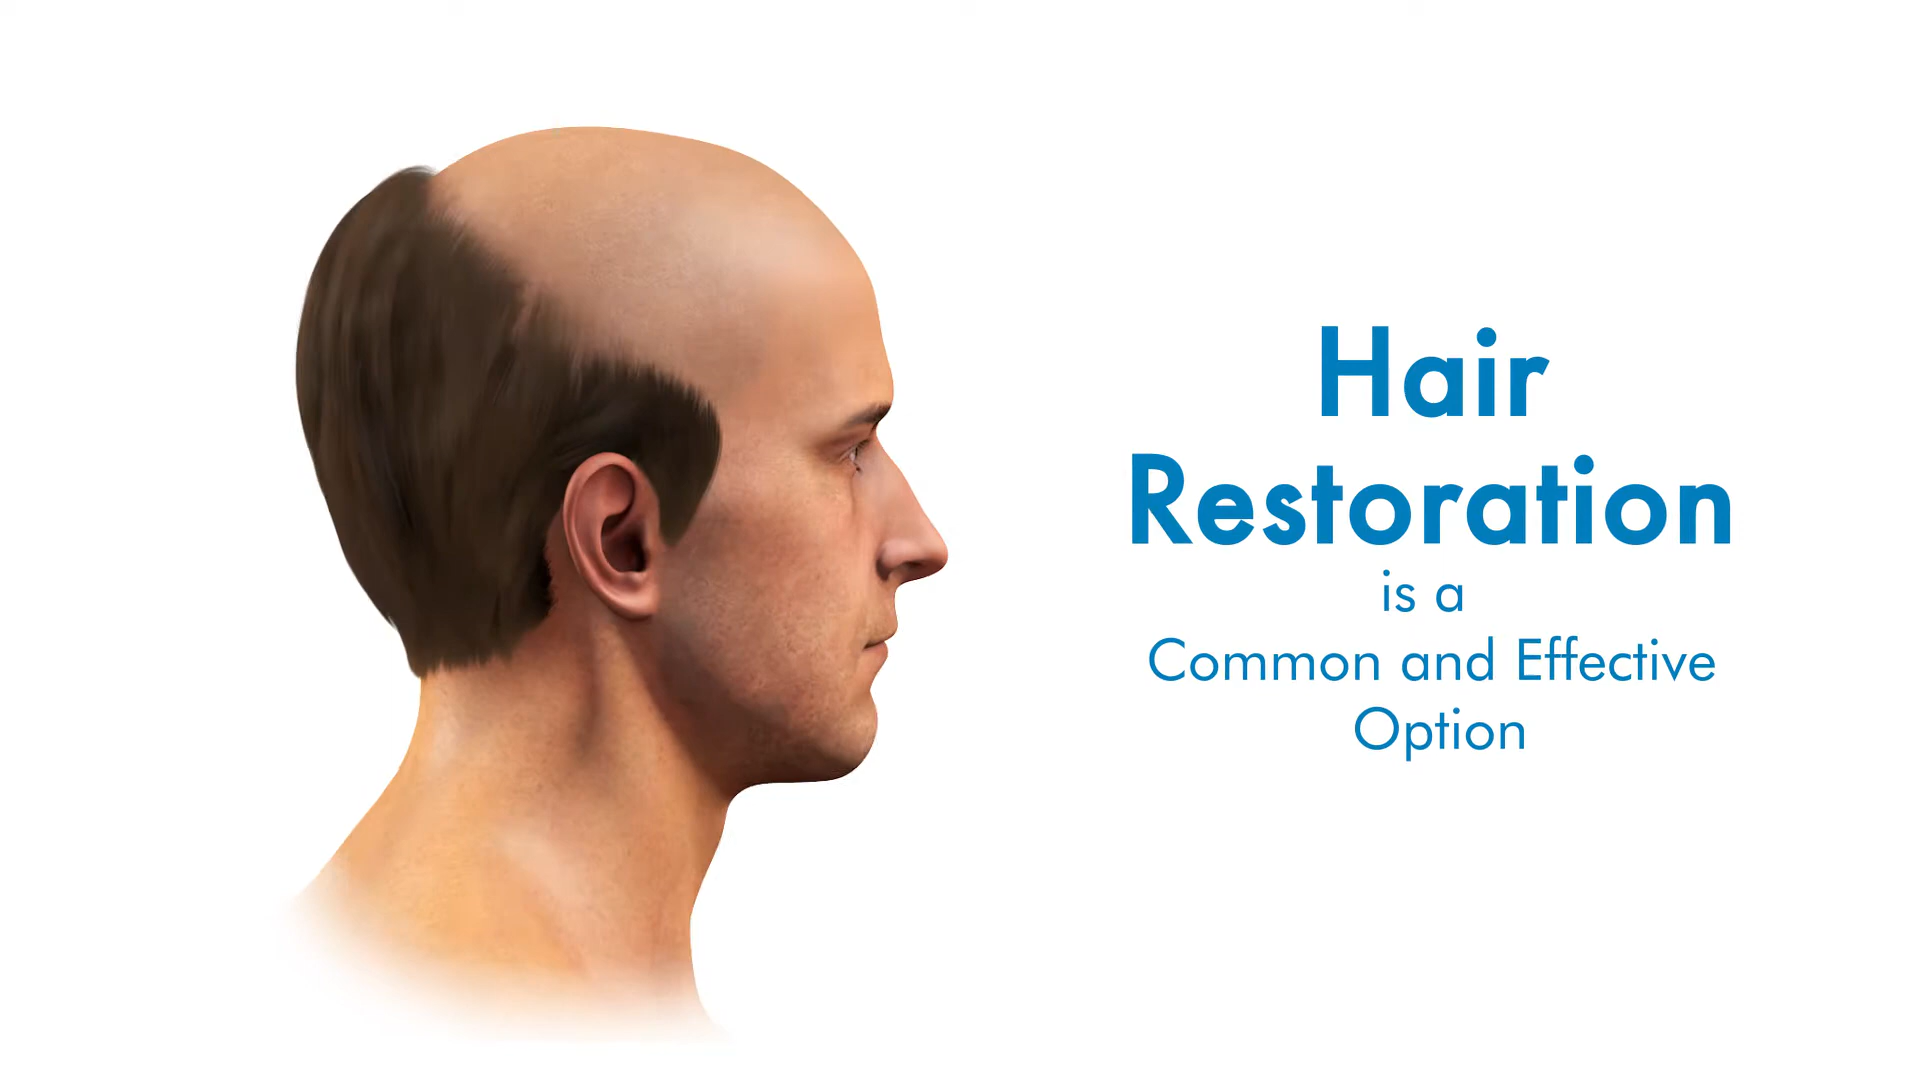 Hair
Restoration
is a
Common and Effective
Option